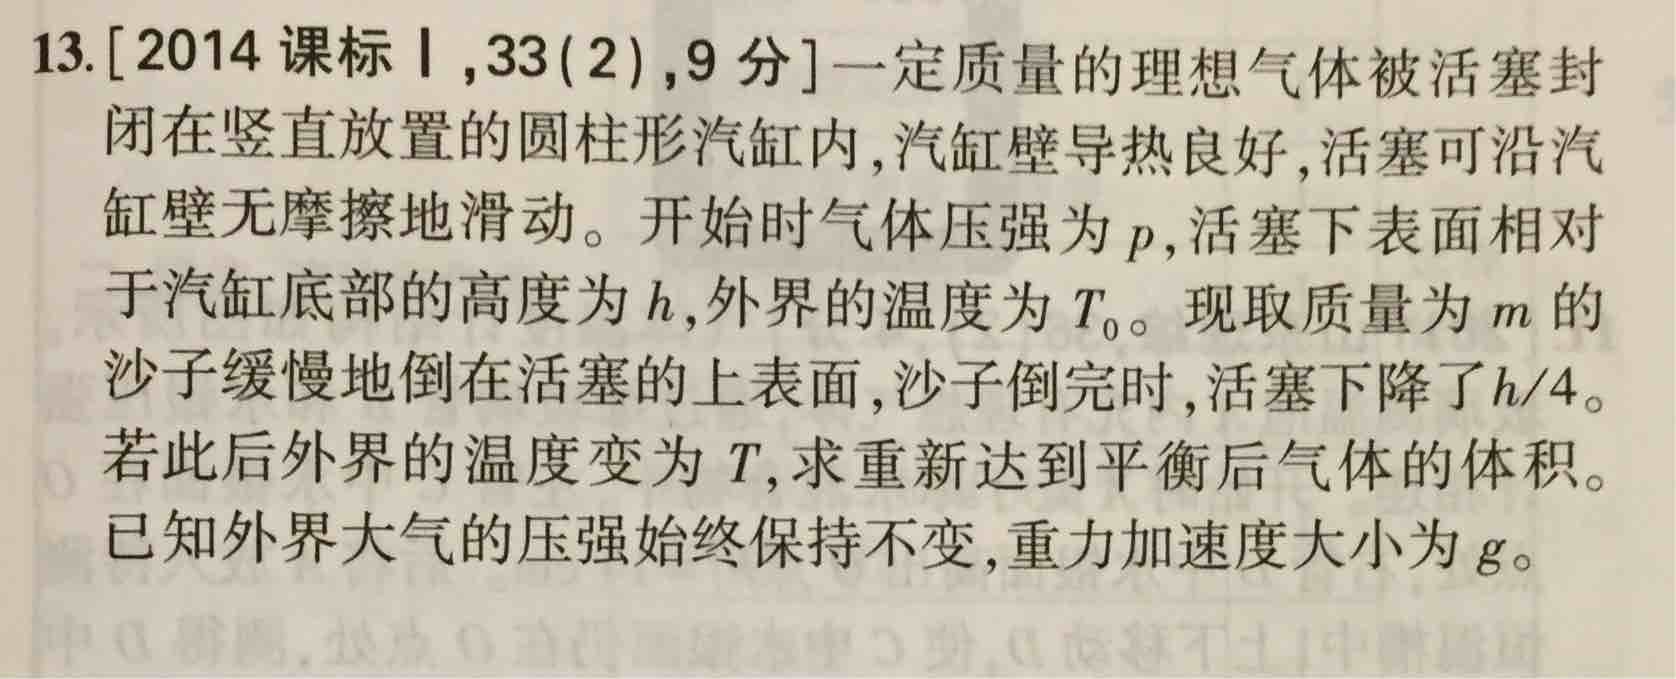 13.[2014 课标Ⅰ,33(2),9 分]一定质量的理想气体被活塞封
闭在竖直放置的圆柱形汽缸内,汽缸壁导热良好,活塞可沿汽
缸壁无摩擦地滑动。开始时气体压强为 p,活塞下表面相对
于汽缸底部的高度为 h,外界的温度为 T₀。现取质量为 m 的
沙子缓慢地倒在活塞的上表面,沙子倒完时,活塞下降了h/4。
若此后外界的温度变为 T,求重新达到平衡后气体的体积。
已知外界大气的压强始终保持不变,重力加速度大小为 g。